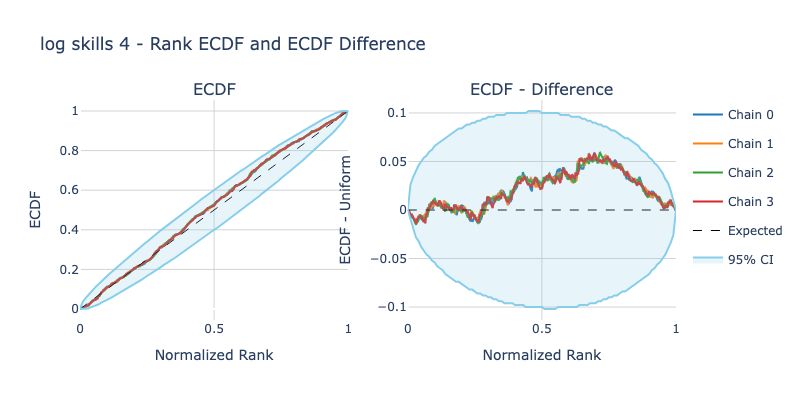 log skills 4 - Rank ECDF and ECDF Difference
ECDF
ECDF
1
0.8
0.6
0.4
0.2
0
0
0.5
1
Normalized Rank
ECDF - Difference
ECDF - Uniform
0.1
0.05
0
−0.05
−0.1
0
0.5
1
Normalized Rank
Chain 0
Chain 1
Chain 2
Chain 3
Expected
95% CI